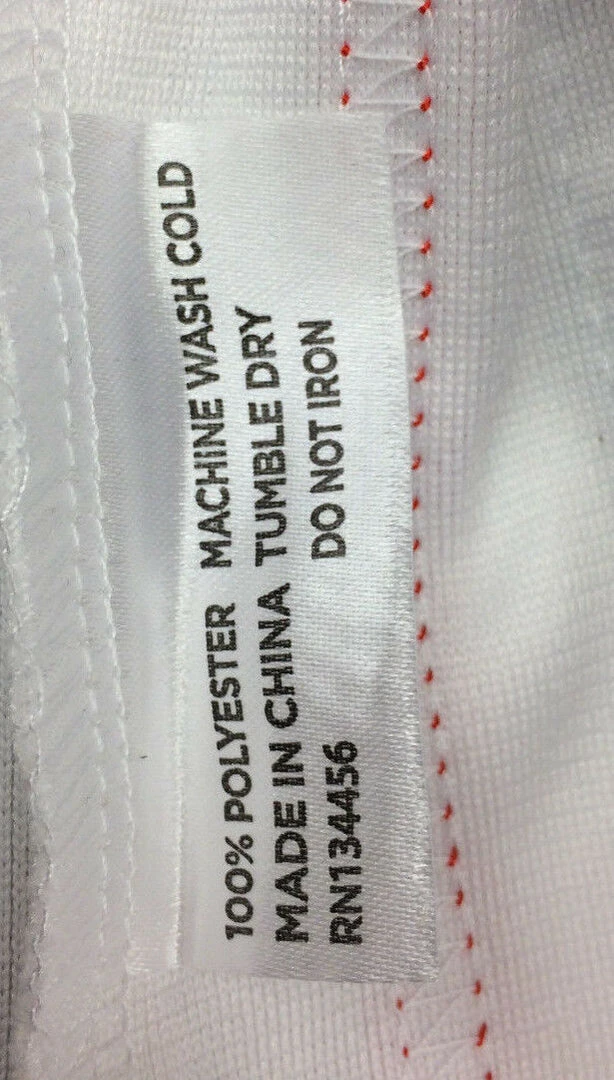 100% POLYESTER MACHINE WASH COLD
MADE IN CHINA TUMBLE DRY
RN134456 DO NOT IRON